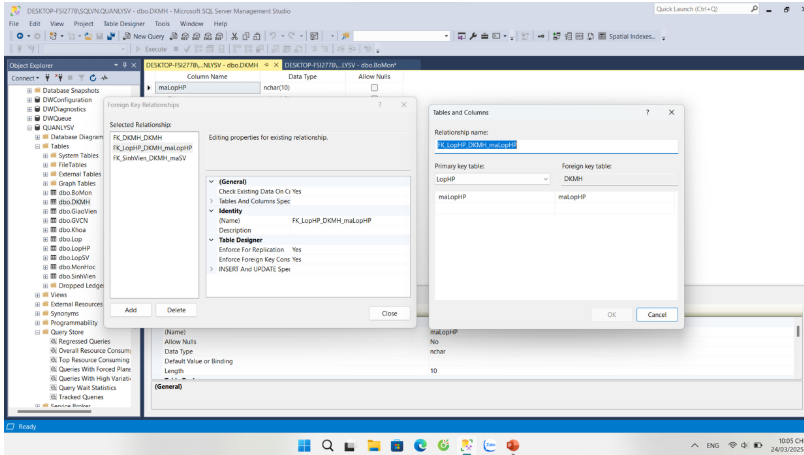 DESKTOP-FSI2778\SQLVN.QUANLYSV - dbo.DKMH - Microsoft SQL Server Management Studio
Quick Launch (Ctrl+Q)
File Edit View Project Table Designer Tools Window Help
New Query
Spatial Indexes...
Execute
Object Explorer
DESKTOP-FSI2778\...NLYSV - dbo.DKMH
DESKTOP-FSI2778\...LYSV - dbo.BoMon*
Connect
Column Name Data Type Allow Nulls
maLopHP nchar(10)
Database Snapshots
DWConfiguration
DWDiagnostics
DWQueue
QUANLYSV
Database Diagram
Tables
System Tables
FileTables
External Tables
Graph Tables
dbo.BoMon
dbo.DKMH
dbo.GiaoVien
dbo.GVCN
dbo.Khoa
dbo.Lop
dbo.LopHP
dbo.LopSV
dbo.MonHoc
dbo.SinhVien
Dropped Ledge
Views
External Resources
Synonyms
Programmability
Query Store
Regressed Queries
Overall Resource Consum
Top Resource Consuming
Queries With Forced Plans
Queries With High Variati
Query Wait Statistics
Tracked Queries
Service Broker
Foreign Key Relationships
? ×
Selected Relationship:
FK_DKMH_DKMH
FK_LopHP_DKMH_maLopHP
FK_SinhVien_DKMH_maSV
Editing properties for existing relationship.
(General)
Check Existing Data On Cr Yes
Tables And Columns Spec
Identity
(Name) FK_LopHP_DKMH_maLopHP
Description
Table Designer
Enforce For Replication Yes
Enforce Foreign Key Cons Yes
INSERT And UPDATE Spec
Add Delete Close
Tables and Columns
? ×
Relationship name:
FK_LopHP_DKMH_maLopHP
Primary key table: Foreign key table:
LopHP DKMH
maLopHP maLopHP
OK Cancel
(Name) maLopHP
Allow Nulls No
Data Type nchar
Default Value or Binding
Length 10
(General)
Ready
Zalo
ENG
10:05 CH
24/03/2025